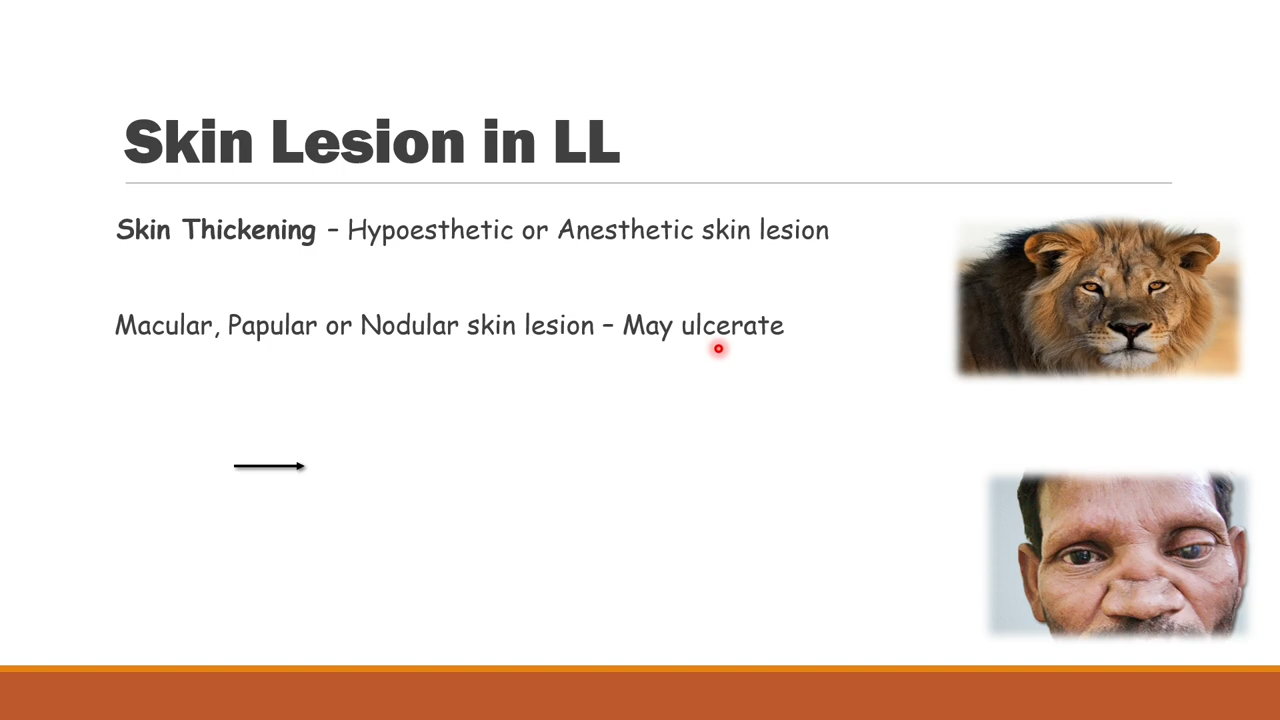 Skin Lesion in LL
Skin Thickening – Hypoesthetic or Anesthetic skin lesion
Macular, Papular or Nodular skin lesion – May ulcerate